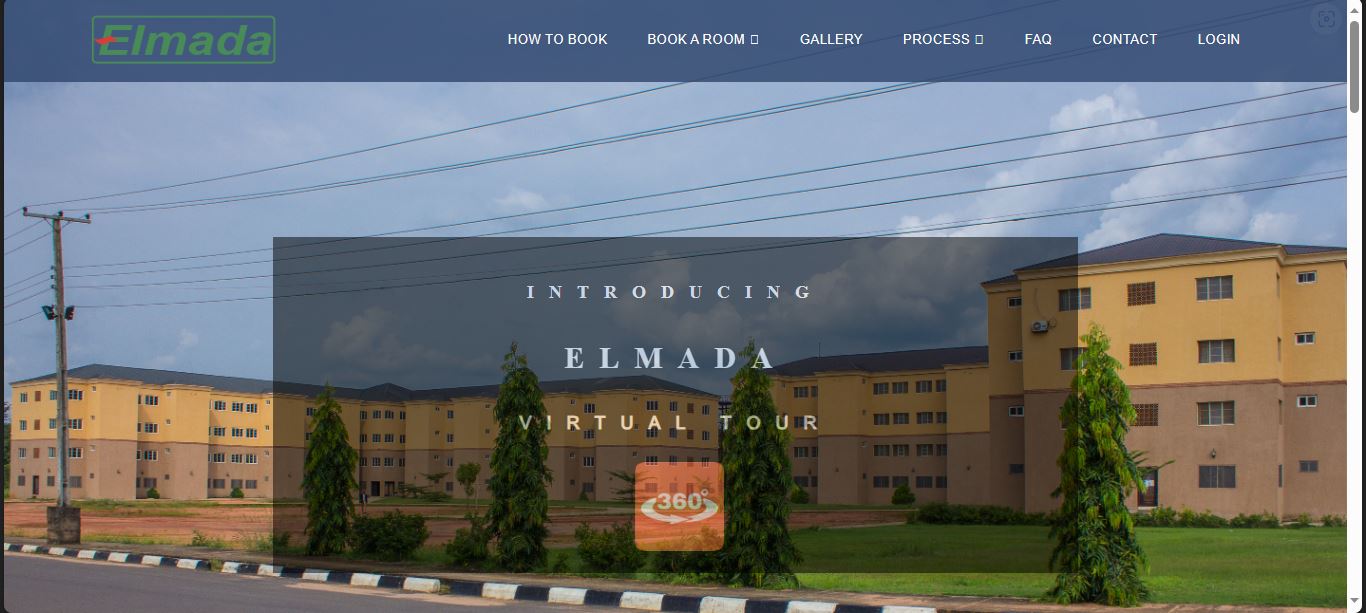 Elmada
HOW TO BOOK
BOOK A ROOM
GALLERY
PROCESS
FAQ
CONTACT
LOGIN
INTRODUCING
ELMADA
VIRTUAL TOUR
360°